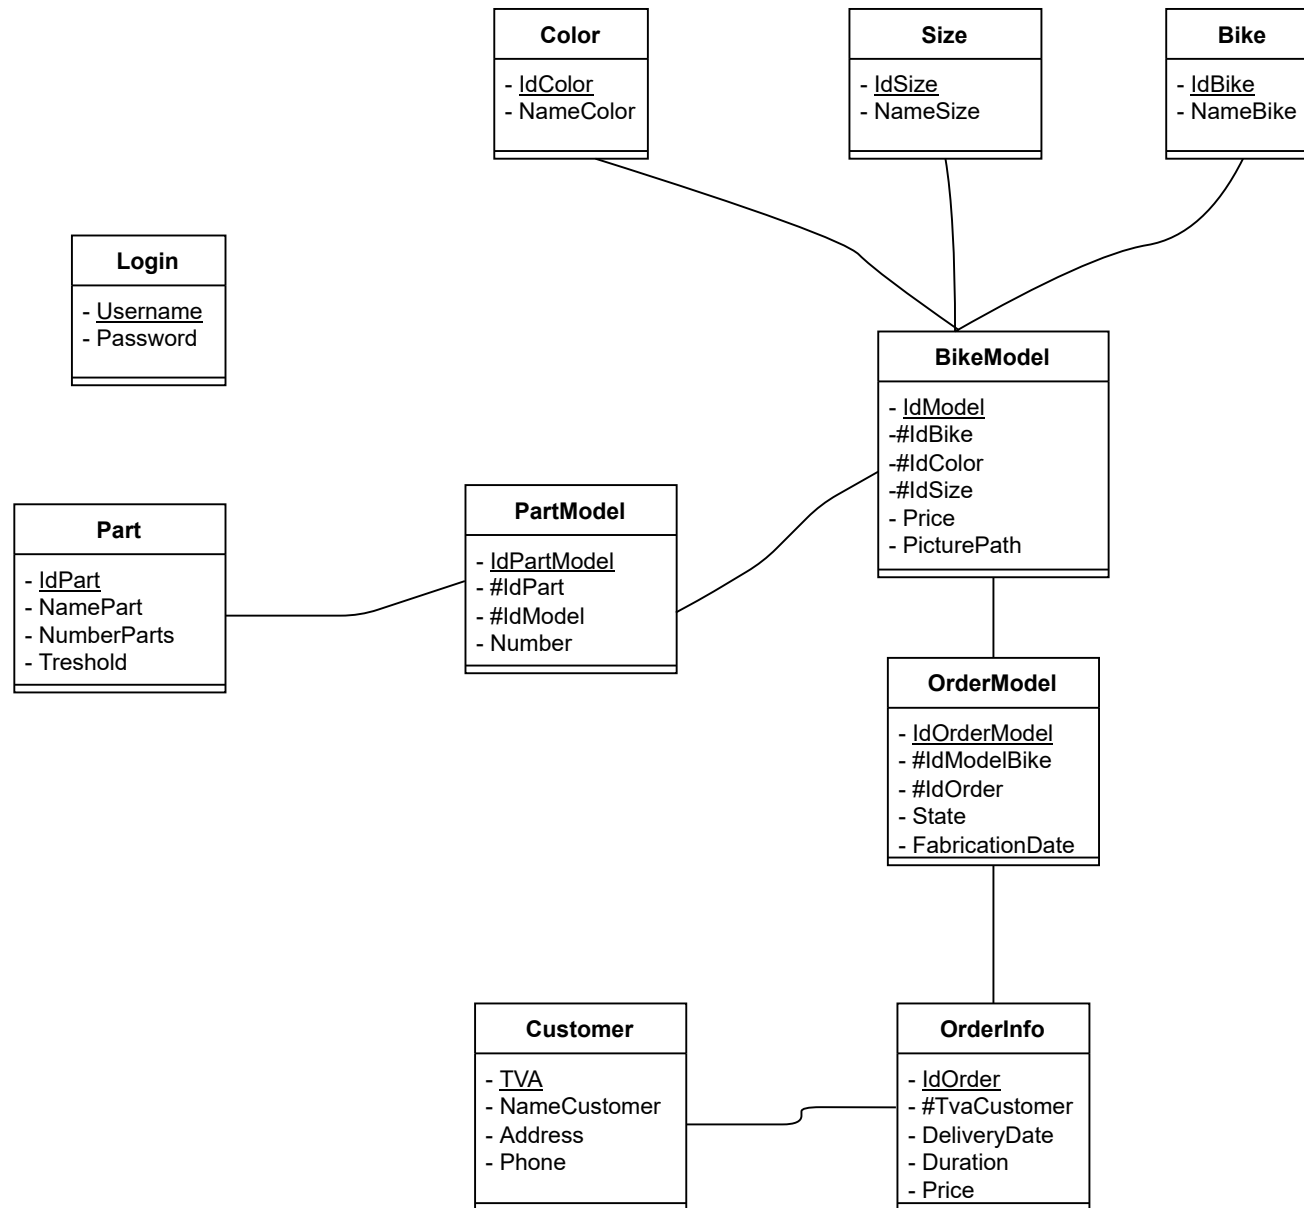 Color
- IdColor
- NameColor
Size
- IdSize
- NameSize
Bike
- IdBike
- NameBike
Login
- Username
- Password
BikeModel
- IdModel
-#IdBike
-#IdColor
-#IdSize
- Price
- PicturePath
Part
- IdPart
- NamePart
- NumberParts
- Treshold
PartModel
- IdPartModel
- #IdPart
- #IdModel
- Number
OrderModel
- IdOrderModel
- #IdModelBike
- #IdOrder
- State
- FabricationDate
Customer
- TVA
- NameCustomer
- Address
- Phone
OrderInfo
- IdOrder
- #TvaCustomer
- DeliveryDate
- Duration
- Price